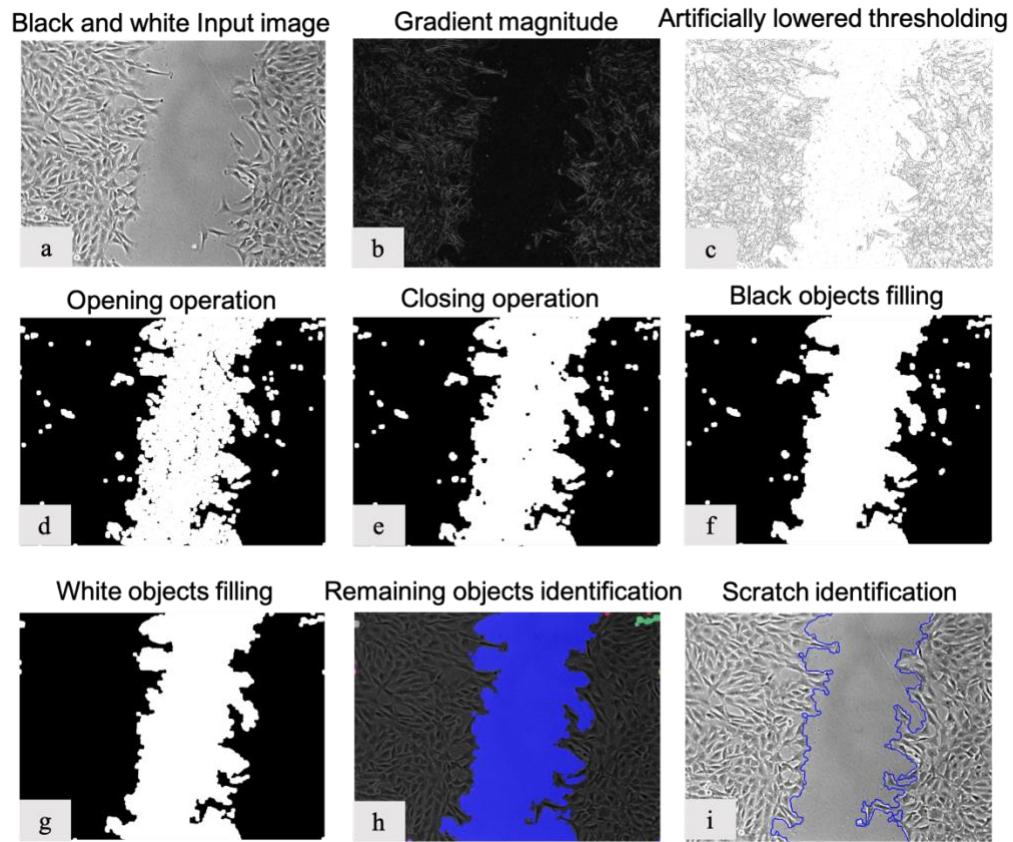 Black and white Input image
Gradient magnitude
Artificially lowered thresholding
a
b
c
Opening operation
Closing operation
Black objects filling
d
e
f
White objects filling
Remaining objects identification
Scratch identification
g
h
i